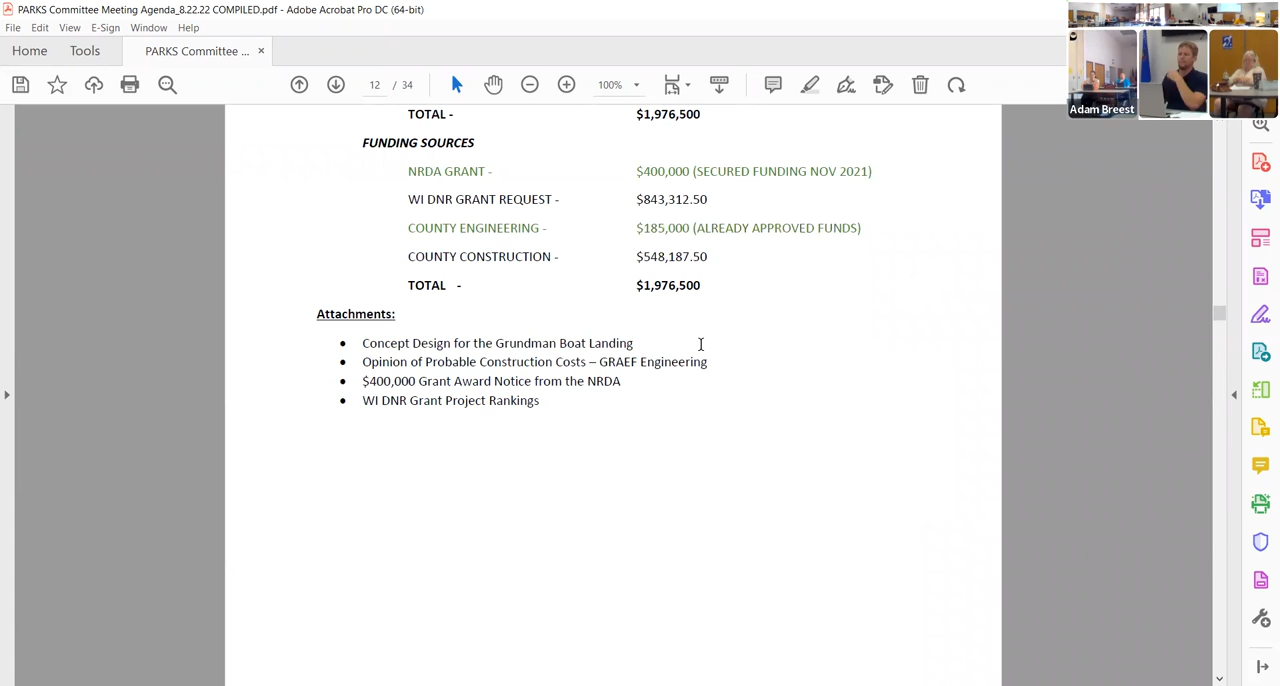 PARKS Committee Meeting Agenda_8.22.22 COMPILED.pdf - Adobe Acrobat Pro DC (64-bit)
File Edit View E-Sign Window Help
Home Tools PARKS Committee ... ×
12 / 34 100%
Adam Breest
TOTAL - $1,976,500
FUNDING SOURCES
NRDA GRANT - $400,000 (SECURED FUNDING NOV 2021)
WI DNR GRANT REQUEST - $843,312.50
COUNTY ENGINEERING - $185,000 (ALREADY APPROVED FUNDS)
COUNTY CONSTRUCTION - $548,187.50
TOTAL - $1,976,500
Attachments:
• Concept Design for the Grundman Boat Landing
• Opinion of Probable Construction Costs – GRAEF Engineering
• $400,000 Grant Award Notice from the NRDA
• WI DNR Grant Project Rankings